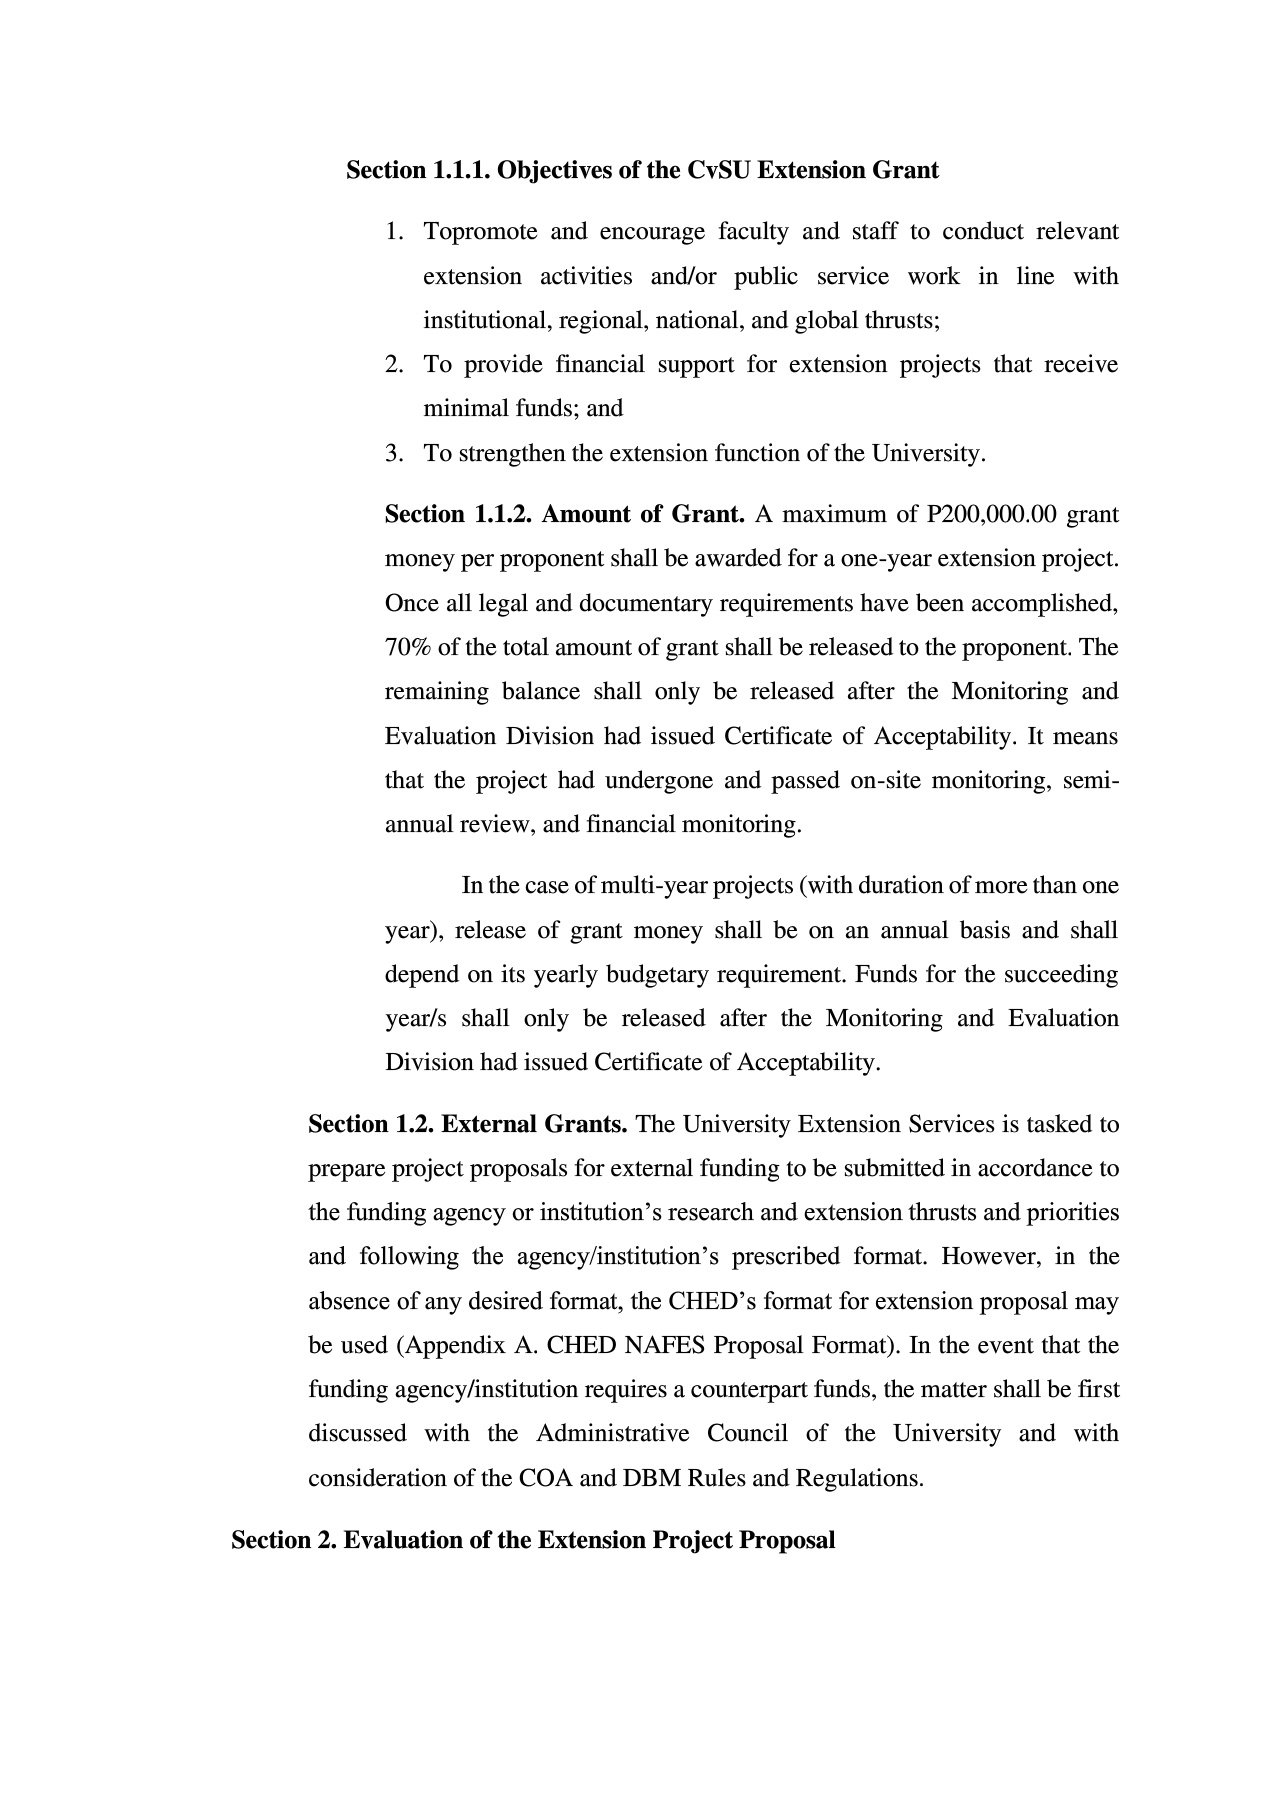 Section 1.1.1. Objectives of the CvSU Extension Grant
1. Topromote and encourage faculty and staff to conduct relevant
extension activities and/or public service work in line with
institutional, regional, national, and global thrusts;
2. To provide financial support for extension projects that receive
minimal funds; and
3. To strengthen the extension function of the University.
Section 1.1.2. Amount of Grant. A maximum of P200,000.00 grant
money per proponent shall be awarded for a one-year extension project.
Once all legal and documentary requirements have been accomplished,
70% of the total amount of grant shall be released to the proponent. The
remaining balance shall only be released after the Monitoring and
Evaluation Division had issued Certificate of Acceptability. It means
that the project had undergone and passed on-site monitoring, semi-
annual review, and financial monitoring.
In the case of multi-year projects (with duration of more than one
year), release of grant money shall be on an annual basis and shall
depend on its yearly budgetary requirement. Funds for the succeeding
year/s shall only be released after the Monitoring and Evaluation
Division had issued Certificate of Acceptability.
Section 1.2. External Grants. The University Extension Services is tasked to
prepare project proposals for external funding to be submitted in accordance to
the funding agency or institution’s research and extension thrusts and priorities
and following the agency/institution’s prescribed format. However, in the
absence of any desired format, the CHED’s format for extension proposal may
be used (Appendix A. CHED NAFES Proposal Format). In the event that the
funding agency/institution requires a counterpart funds, the matter shall be first
discussed with the Administrative Council of the University and with
consideration of the COA and DBM Rules and Regulations.
Section 2. Evaluation of the Extension Project Proposal